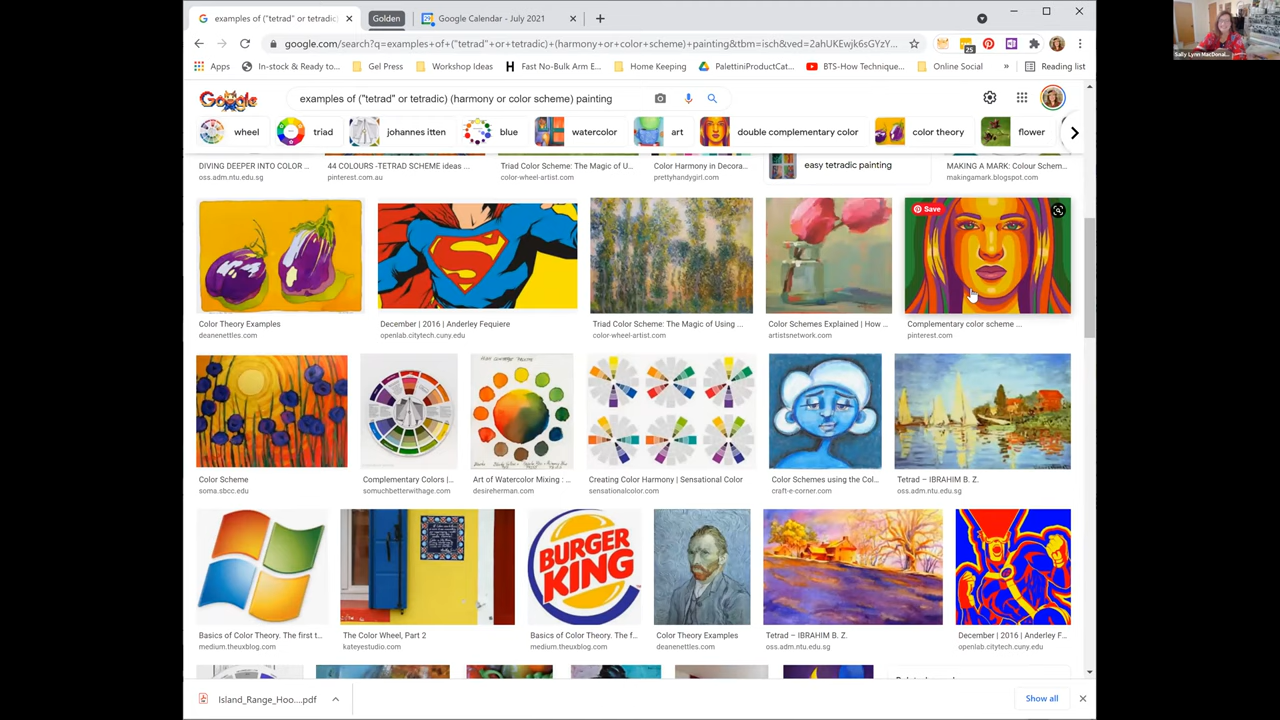 examples of ("tetrad" or tetradic)
Golden
Google Calendar - July 2021
google.com/search?q=examples+of+("tetrad"+or+tetradic)+(harmony+or+color+scheme)+painting&tbm=isch&ved=2ahUKEwjk6sGYzY...
25
Apps
In-stock & Ready to...
Gel Press
Workshop Ideas
No-Bulk Arm E...
Home Keeping
PalettiniProductCat...
BTS-How Technique...
Online Social
»
Reading list
Sally Lynn MacDonal...
Google
examples of ("tetrad" or tetradic) (harmony or color scheme) painting
wheel
triad
johannes itten
blue
watercolor
art
double complementary color
color theory
flower
DIVING DEEPER INTO COLOR ...
oss.adm.ntu.edu.sg
44 COLOURS -TETRAD SCHEME ideas ...
pinterest.com.au
Triad Color Scheme: The Magic of U...
color-wheel-artist.com
Color Harmony in Decora...
prettyhandygirl.com
easy tetradic painting
MAKING A MARK: Colour Schem...
makingamark.blogspot.com
Save
Color Theory Examples
deanenettles.com
December | 2016 | Anderley Fequiere
openlab.citytech.cuny.edu
Triad Color Scheme: The Magic of Using ...
color-wheel-artist.com
Color Schemes Explained | How ...
artistsnetwork.com
Complementary color scheme ...
pinterest.com
Color Scheme
soma.sbcc.edu
Complementary Colors |...
somuchbetterwithage.com
Art of Watercolor Mixing : ...
desireherman.com
Creating Color Harmony | Sensational Color
sensationalcolor.com
Color Schemes using the Col...
craft-e-corner.com
Tetrad – IBRAHIM B. Z.
oss.adm.ntu.edu.sg
BURGER
KING
Basics of Color Theory. The first t...
medium.theuxblog.com
The Color Wheel, Part 2
kateyestudio.com
Basics of Color Theory. The f...
medium.theuxblog.com
Color Theory Examples
deanenettles.com
Tetrad – IBRAHIM B. Z.
oss.adm.ntu.edu.sg
December | 2016 | Anderley F...
openlab.citytech.cuny.edu
Island_Range_Hoo....pdf
Show all